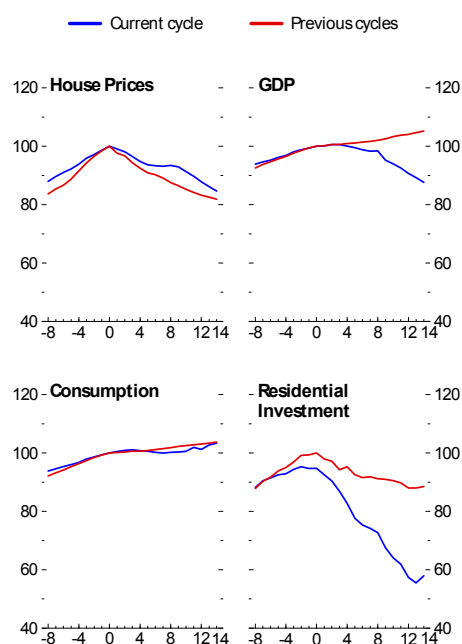 Current cycle Previous cycles
House Prices
GDP
120 120
100 100
80 80
60 60
40 40
-8 -4 0 4 8 12 14 -8 -4 0 4 8 12 14
Consumption
Residential
Investment
120 120
100 100
80 80
60 60
40 40
-8 -4 0 4 8 12 14 -8 -4 0 4 8 12 14